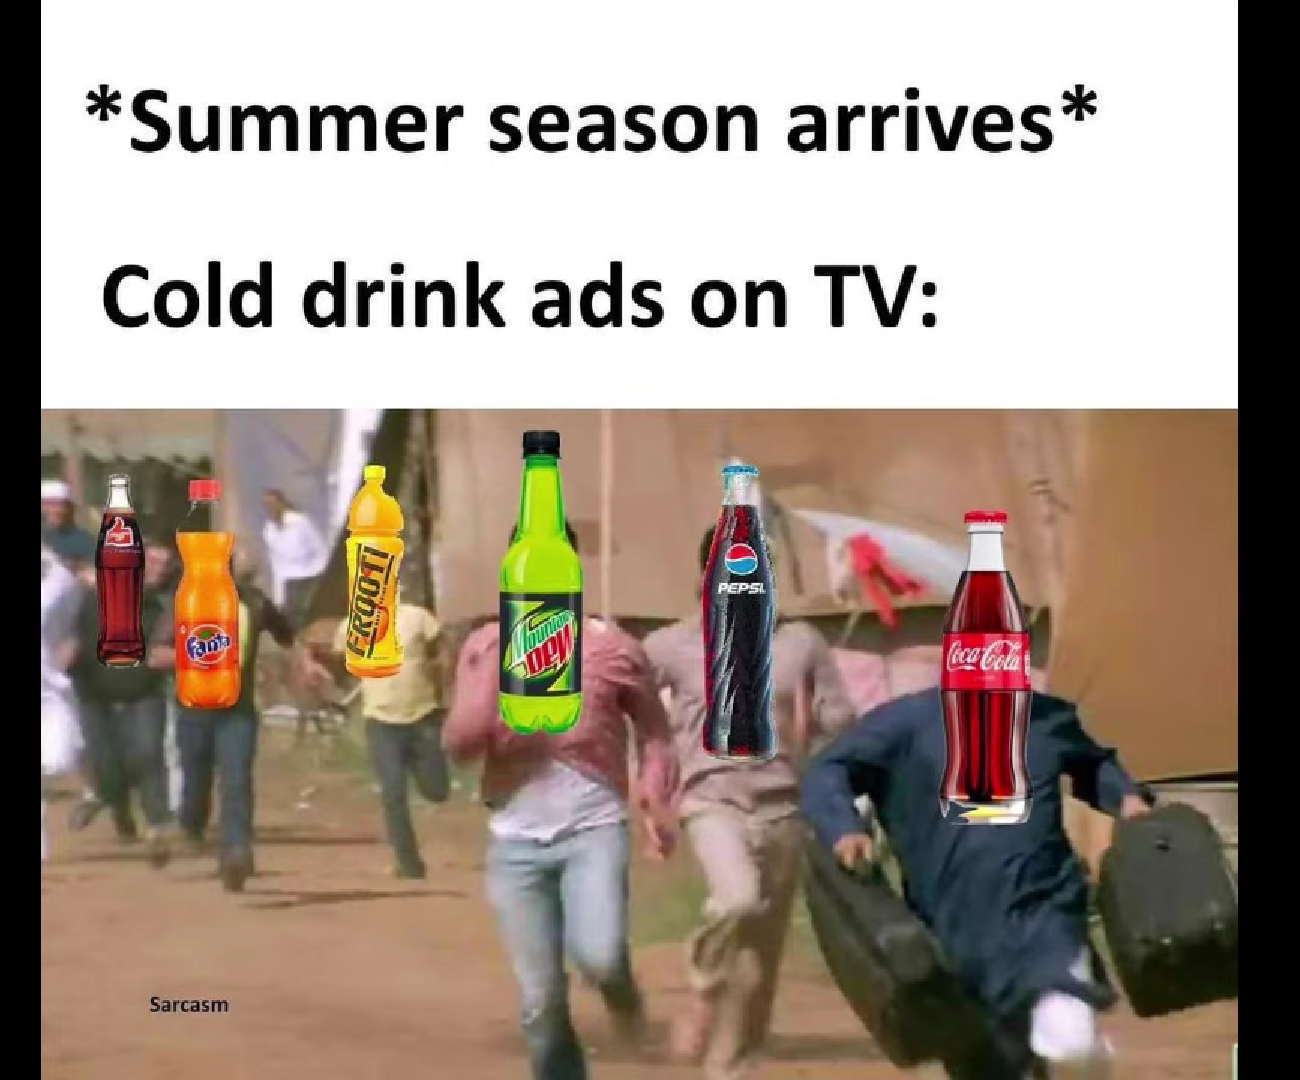 *Summer season arrives*
Cold drink ads on TV:
Fanta
FROOTI
Mountain
DEW
PEPSI
Coca-Cola
Sarcasm